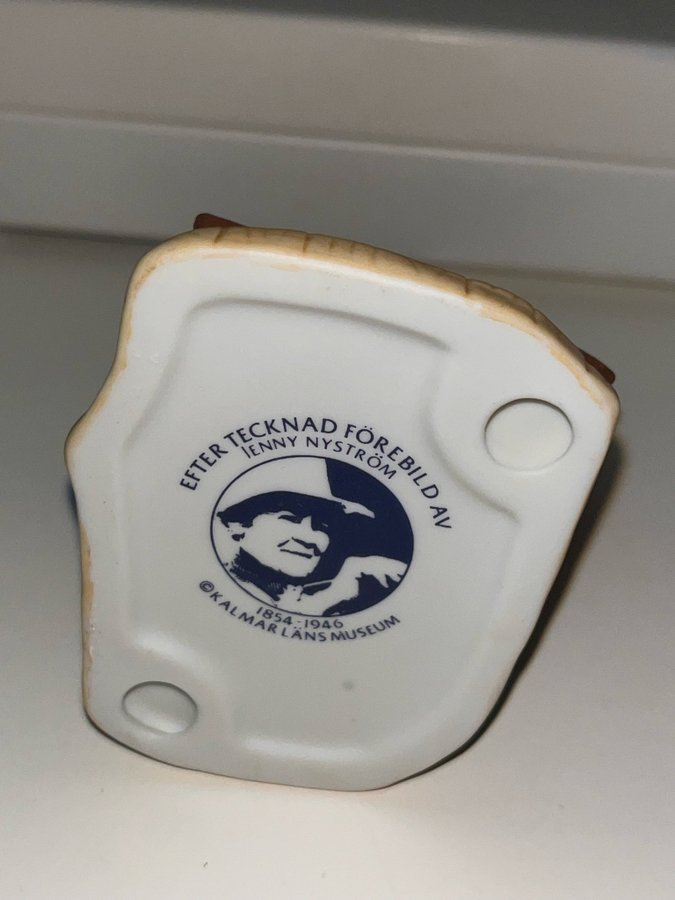 EFTER TECKNAD FÖREBILD AV
JENNY NYSTRÖM
1854-1946
©KALMAR LÄNS MUSEUM